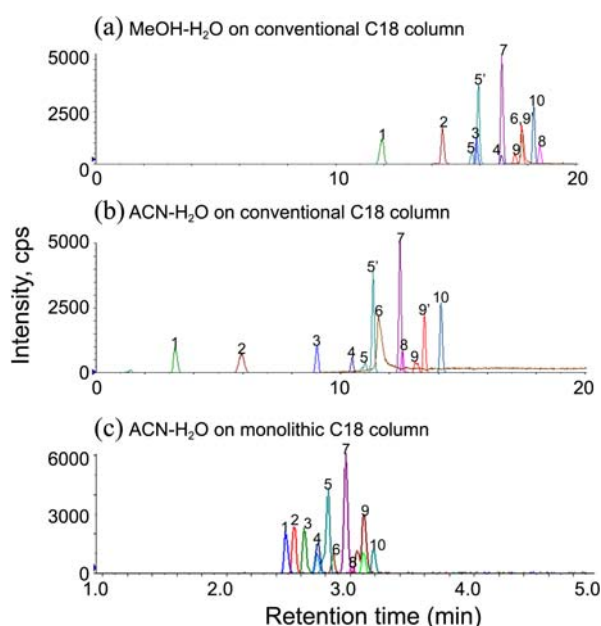 (a) MeOH-H₂O on conventional C18 column
5000
2500
0
1 2 5 3 5' 4 7 9 6 9' 10 8
0 10 20
(b) ACN-H₂O on conventional C18 column
5000
2500
0
1 2 3 4 5 5' 6 7 8 9 9' 10
0 10 20
(c) ACN-H₂O on monolithic C18 column
6000
3000
0
1 2 3 4 5 6 7 8 9 10
1.0 2.0 3.0 4.0 5.0
Intensity, cps
Retention time (min)